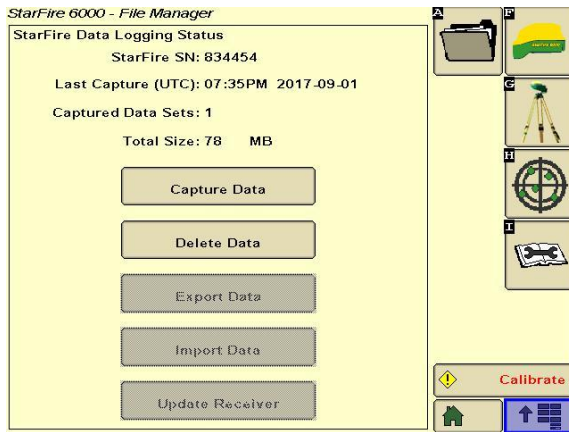 StarFire 6000 - File Manager
StarFire Data Logging Status
StarFire SN: 834454
Last Capture (UTC): 07:35PM 2017-09-01
Captured Data Sets: 1
Total Size: 78 MB
Capture Data
Delete Data
Export Data
Import Data
Update Receiver
A
F
G
H
I
Calibrate